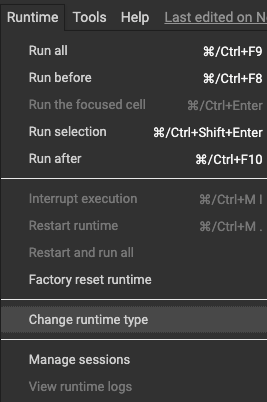 Runtime Tools Help Last edited on No
Run all ⌘/Ctrl+F9
Run before ⌘/Ctrl+F8
Run the focused cell ⌘/Ctrl+Enter
Run selection ⌘/Ctrl+Shift+Enter
Run after ⌘/Ctrl+F10
Interrupt execution ⌘/Ctrl+M I
Restart runtime ⌘/Ctrl+M .
Restart and run all
Factory reset runtime
Change runtime type
Manage sessions
View runtime logs